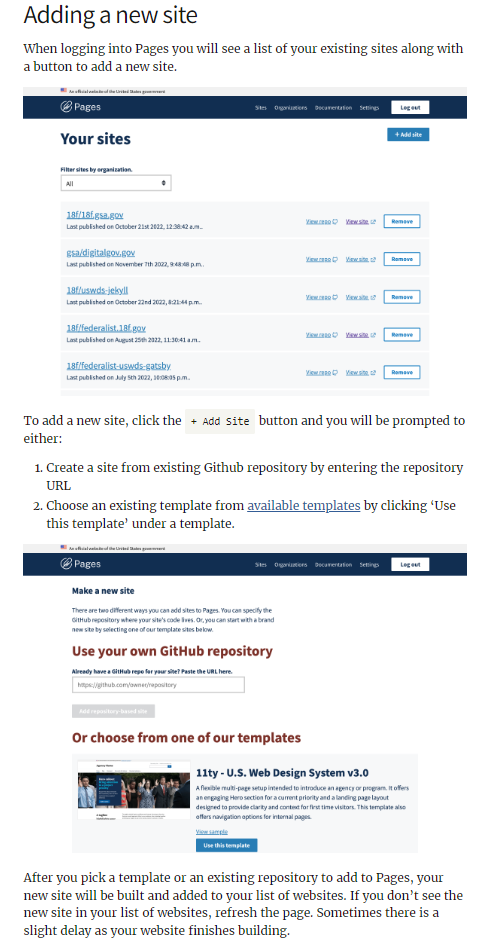 Adding a new site
When logging into Pages you will see a list of your existing sites along with
a button to add a new site.
An official website of the United States government
Pages
Sites Organizations Documentation Settings Log out
Your sites
+ Add site
Filter sites by organization.
All
18f/18f.gsa.gov
Last published on October 21st 2022, 12:38:42 a.m..
View repo View site Remove
gsa/digitalgov.gov
Last published on November 7th 2022, 9:48:48 p.m..
View repo View site Remove
18f/uswds-jekyll
Last published on October 22nd 2022, 8:21:44 p.m..
View repo View site Remove
18f/federalist.18f.gov
Last published on August 25th 2022, 11:30:41 a.m..
View repo View site Remove
18f/federalist-uswds-gatsby
Last published on July 5th 2022, 10:08:05 p.m..
View repo View site Remove
To add a new site, click the + Add Site button and you will be prompted to
either:
1. Create a site from existing Github repository by entering the repository
URL
2. Choose an existing template from available templates by clicking ‘Use
this template’ under a template.
An official website of the United States government
Pages
Sites Organizations Documentation Settings Log out
Make a new site
There are two different ways you can add sites to Pages. You can specify the
GitHub repository where your site's code lives. Or, you can start with a brand
new site by selecting one of our template sites below.
Use your own GitHub repository
Already have a GitHub repo for your site? Paste the URL here.
https://github.com/owner/repository
Add repository-based site
Or choose from one of our templates
11ty - U.S. Web Design System v3.0
A flexible multi-page setup intended to introduce an agency or program. It offers
an engaging Hero section for a current priority and a landing page layout
designed to provide clarity and context for first time visitors. This template also
offers navigation options for internal pages.
View sample
Use this template
After you pick a template or an existing repository to add to Pages, your
new site will be built and added to your list of websites. If you don’t see the
new site in your list of websites, refresh the page. Sometimes there is a
slight delay as your website finishes building.